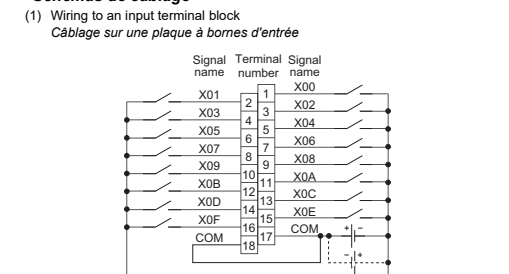 Schémas de câblage
(1) Wiring to an input terminal block
Câblage sur une plaque à bornes d'entrée
Signal name Terminal number Signal name
1 X00
X01 2
3 X02
X03 4
5 X04
X05 6
7 X06
X07 8
9 X08
X09 10
11 X0A
X0B 12
13 X0C
X0D 14
15 X0E
X0F 16
17 COM + −
COM 18
− +